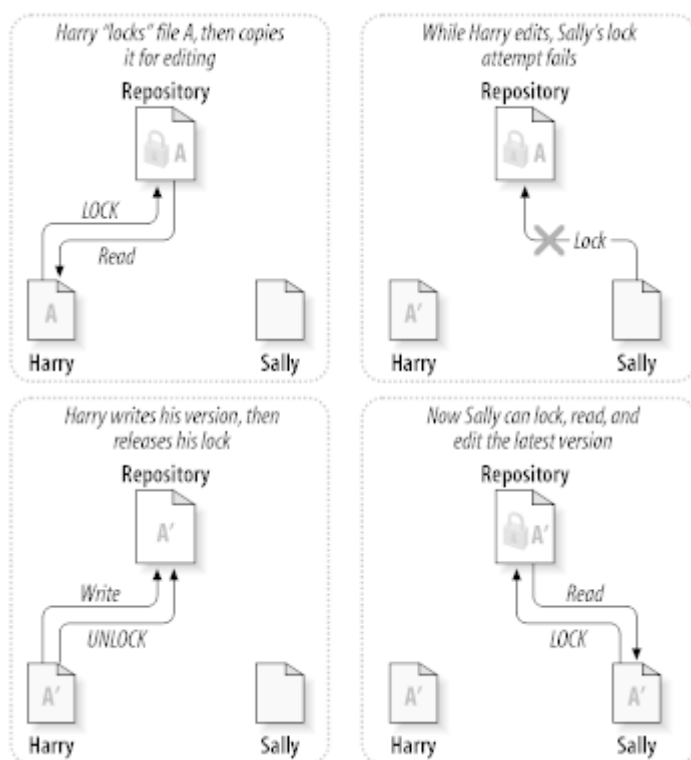 Harry “locks” file A, then copies
it for editing
Repository
A
LOCK
Read
A
Harry
Sally
While Harry edits, Sally’s lock
attempt fails
Repository
A
Lock
A’
Harry
Sally
Harry writes his version, then
releases his lock
Repository
A’
Write
UNLOCK
A’
Harry
Sally
Now Sally can lock, read, and
edit the latest version
Repository
A’
Read
LOCK
A’
A’
Harry
Sally